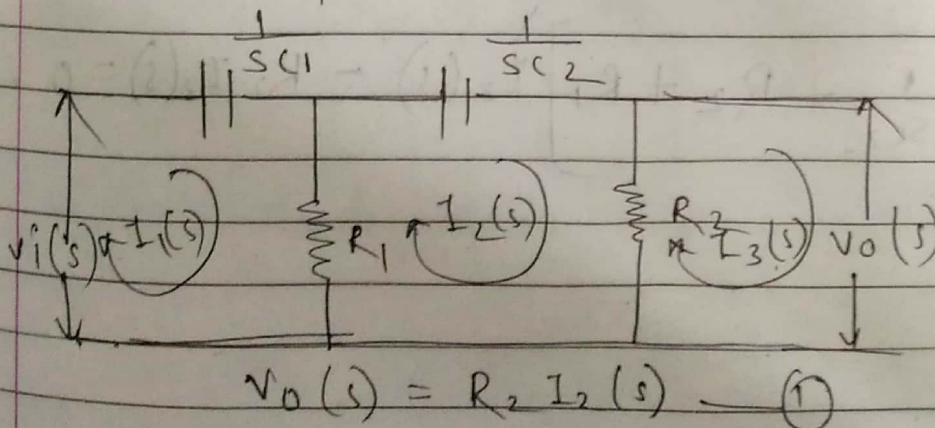 1/SC1 1/SC2
Vi(s) I1(s) R1 I2(s) R2 I3(s) Vo(s)
Vo(s) = R2 I2(s) — ①